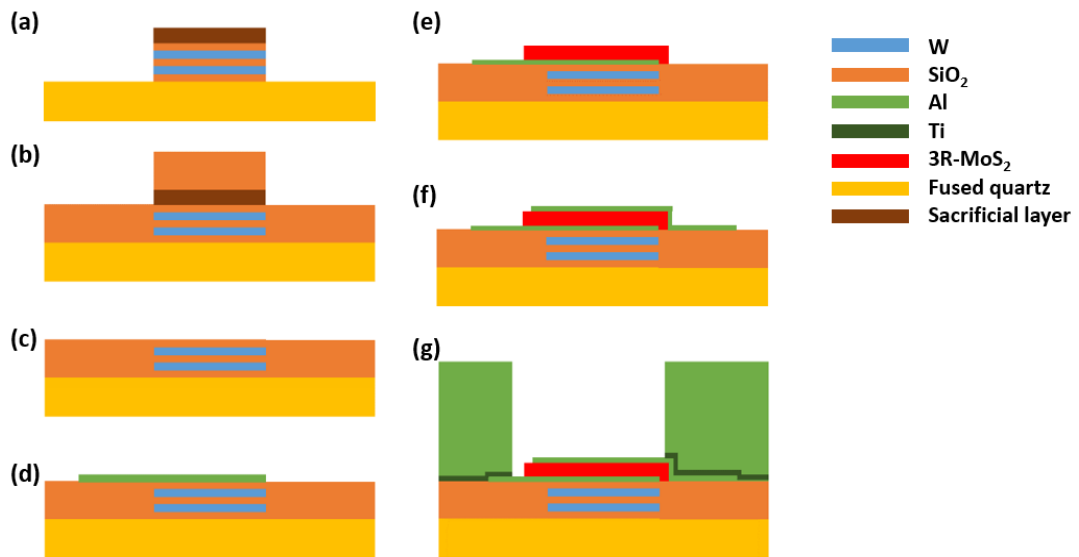 (a)
(b)
(c)
(d)
(e)
(f)
(g)
W
SiO₂
Al
Ti
3R-MoS₂
Fused quartz
Sacrificial layer